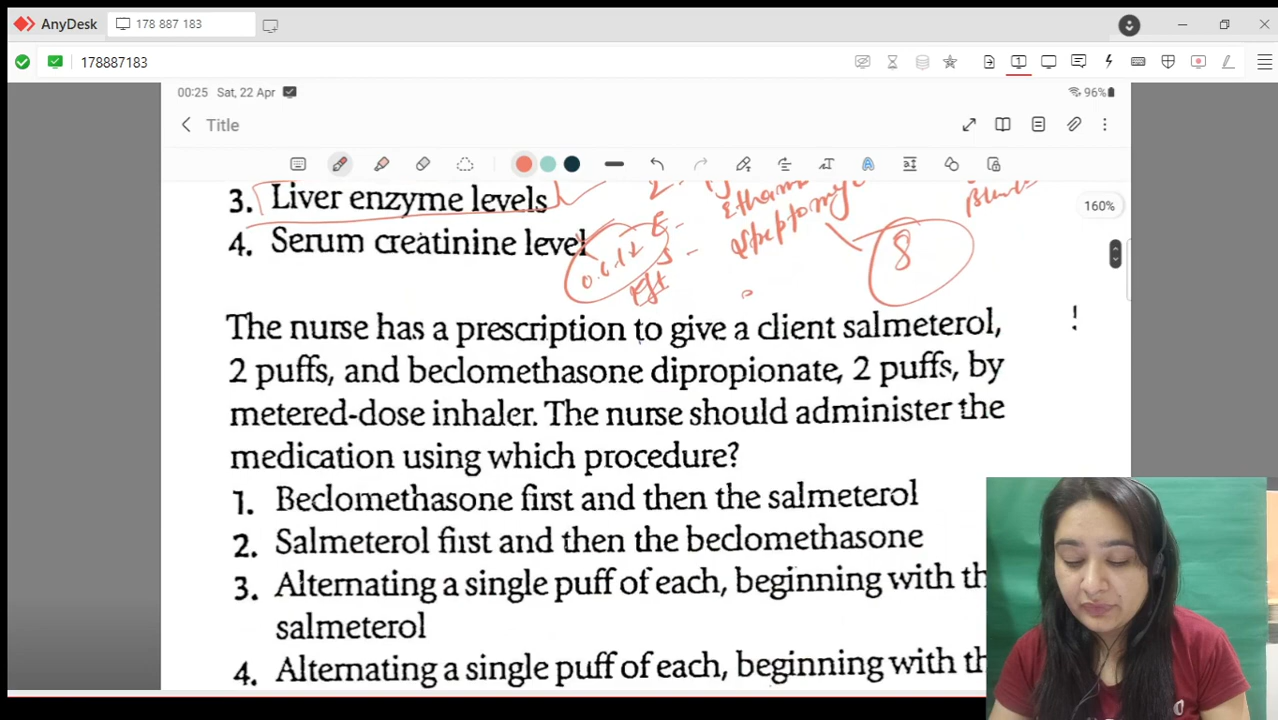 AnyDesk
178 887 183
178887183
00:25 Sat, 22 Apr
96%
Title
160%
3. Liver enzyme levels
4. Serum creatinine level
E -
S -
8
The nurse has a prescription to give a client salmeterol,
2 puffs, and beclomethasone dipropionate, 2 puffs, by
metered-dose inhaler. The nurse should administer the
medication using which procedure?
1. Beclomethasone first and then the salmeterol
2. Salmeterol first and then the beclomethasone
3. Alternating a single puff of each, beginning with th
salmeterol
4. Alternating a single puff of each, beginning with th
!